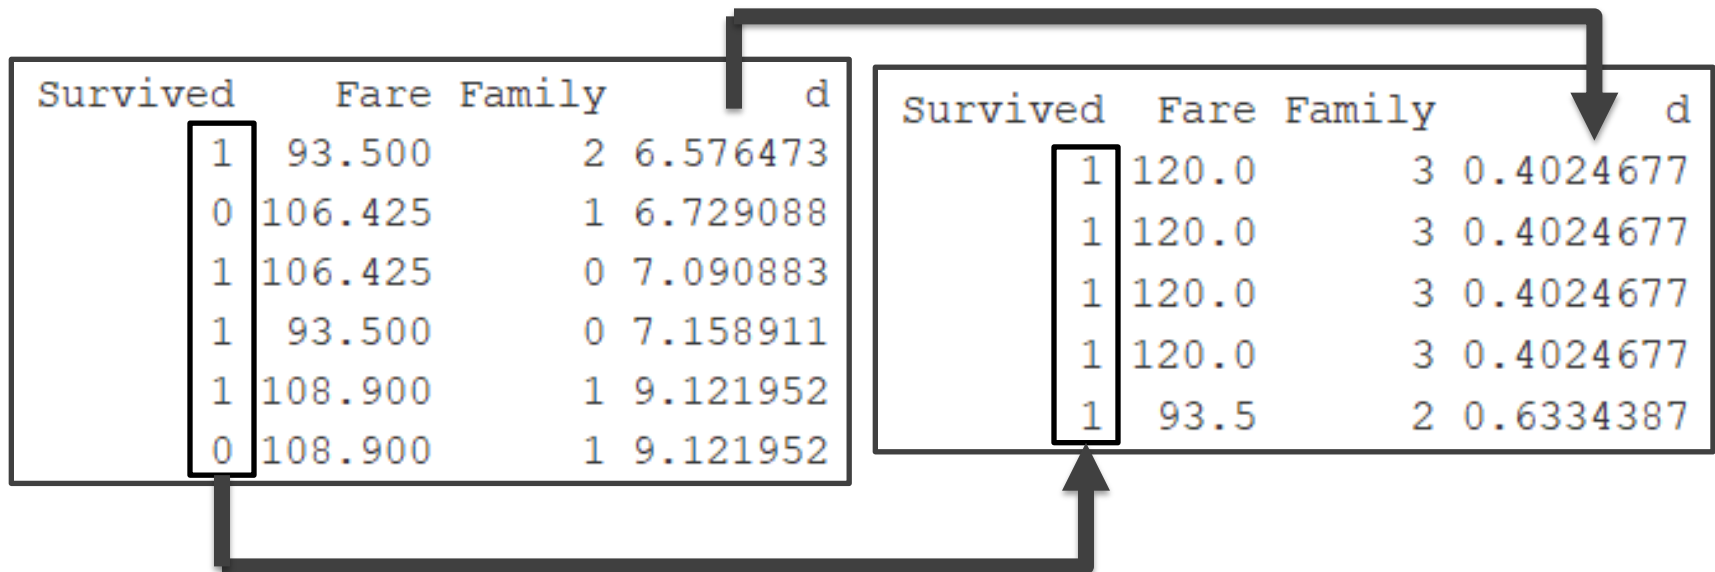 Survived Fare Family d
1 93.500 2 6.576473
0 106.425 1 6.729088
1 106.425 0 7.090883
1 93.500 0 7.158911
1 108.900 1 9.121952
0 108.900 1 9.121952
Survived Fare Family d
1 120.0 3 0.4024677
1 120.0 3 0.4024677
1 120.0 3 0.4024677
1 120.0 3 0.4024677
1 93.5 2 0.6334387